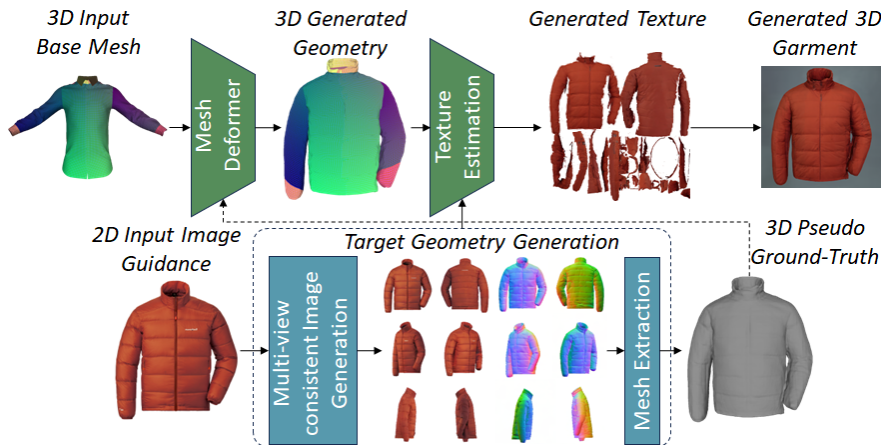 3D Input
Base Mesh
3D Generated
Geometry
Generated Texture
Generated 3D
Garment
Mesh
Deformer
Texture
Estimation
2D Input Image
Guidance
Target Geometry Generation
3D Pseudo
Ground-Truth
Multi-view
consistent Image
Generation
Mesh Extraction